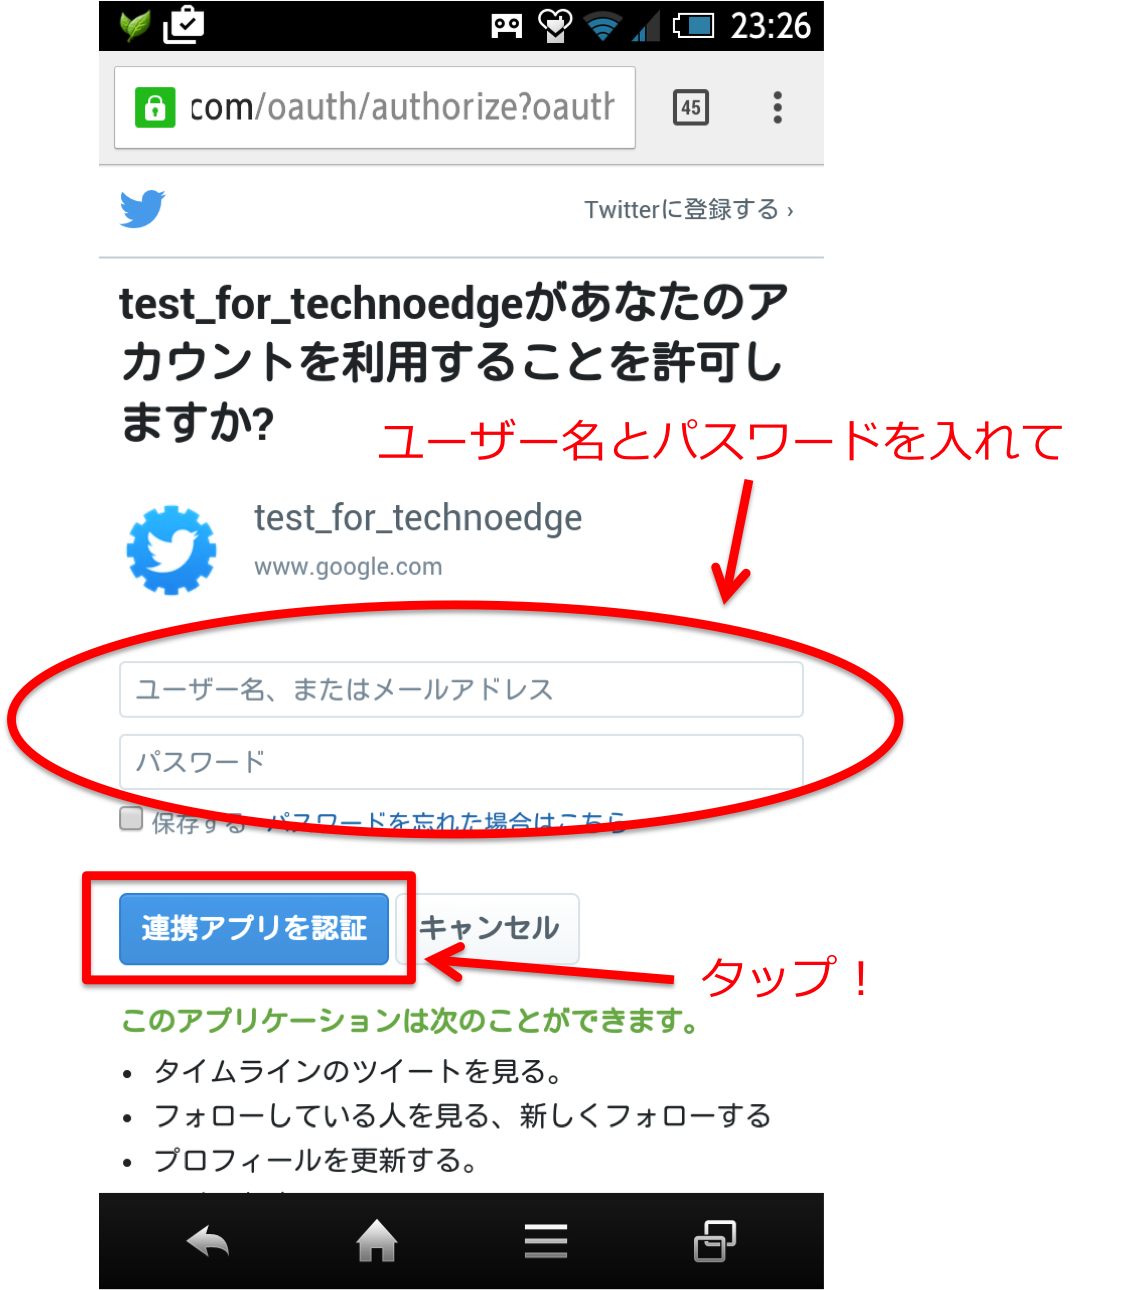 23:26
com/oauth/authorize?oauth
45
Twitterに登録する ›
test_for_technoedgeがあなたのア
カウントを利用することを許可し
ますか?
ユーザー名とパスワードを入れて
test_for_technoedge
www.google.com
ユーザー名、またはメールアドレス
パスワード
保存する パスワードを忘れた場合はこちら
連携アプリを認証 キャンセル
タップ！
このアプリケーションは次のことができます。
• タイムラインのツイートを見る。
• フォローしている人を見る、新しくフォローする
• プロフィールを更新する。